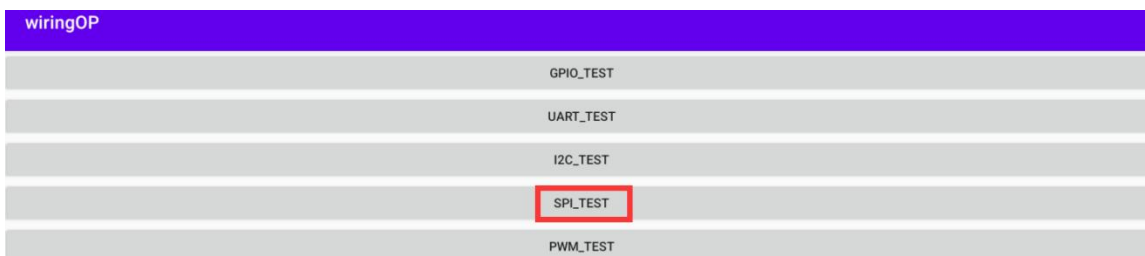 wiringOP
GPIO_TEST
UART_TEST
I2C_TEST
SPI_TEST
PWM_TEST